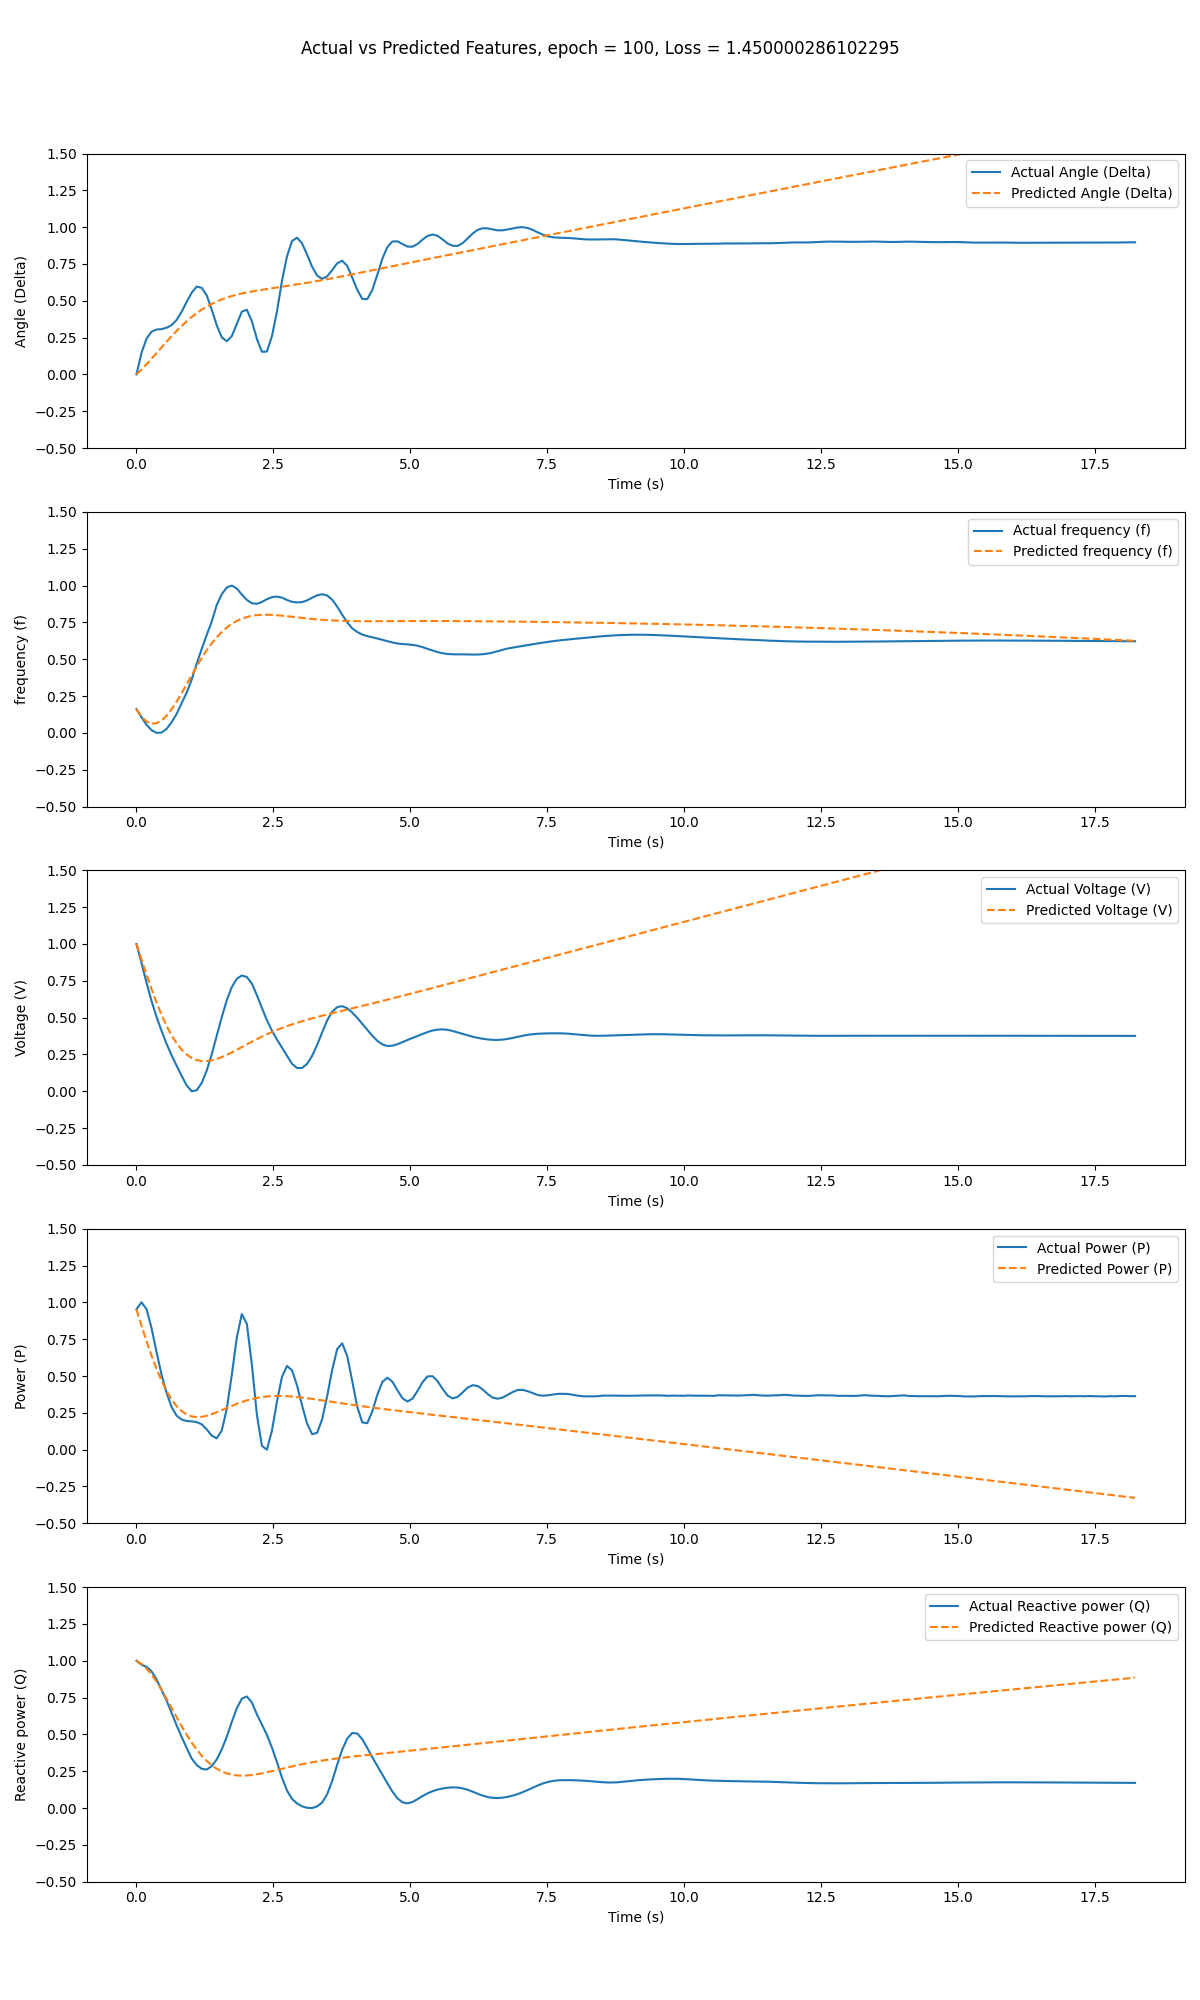 Actual vs Predicted Features, epoch = 100, Loss = 1.450000286102295
1.50
1.25
1.00
0.75
0.50
0.25
0.00
−0.25
−0.50
Angle (Delta)
Actual Angle (Delta)
Predicted Angle (Delta)
0.0 2.5 5.0 7.5 10.0 12.5 15.0 17.5
Time (s)
1.50
1.25
1.00
0.75
0.50
0.25
0.00
−0.25
−0.50
frequency (f)
Actual frequency (f)
Predicted frequency (f)
0.0 2.5 5.0 7.5 10.0 12.5 15.0 17.5
Time (s)
1.50
1.25
1.00
0.75
0.50
0.25
0.00
−0.25
−0.50
Voltage (V)
Actual Voltage (V)
Predicted Voltage (V)
0.0 2.5 5.0 7.5 10.0 12.5 15.0 17.5
Time (s)
1.50
1.25
1.00
0.75
0.50
0.25
0.00
−0.25
−0.50
Power (P)
Actual Power (P)
Predicted Power (P)
0.0 2.5 5.0 7.5 10.0 12.5 15.0 17.5
Time (s)
1.50
1.25
1.00
0.75
0.50
0.25
0.00
−0.25
−0.50
Reactive power (Q)
Actual Reactive power (Q)
Predicted Reactive power (Q)
0.0 2.5 5.0 7.5 10.0 12.5 15.0 17.5
Time (s)